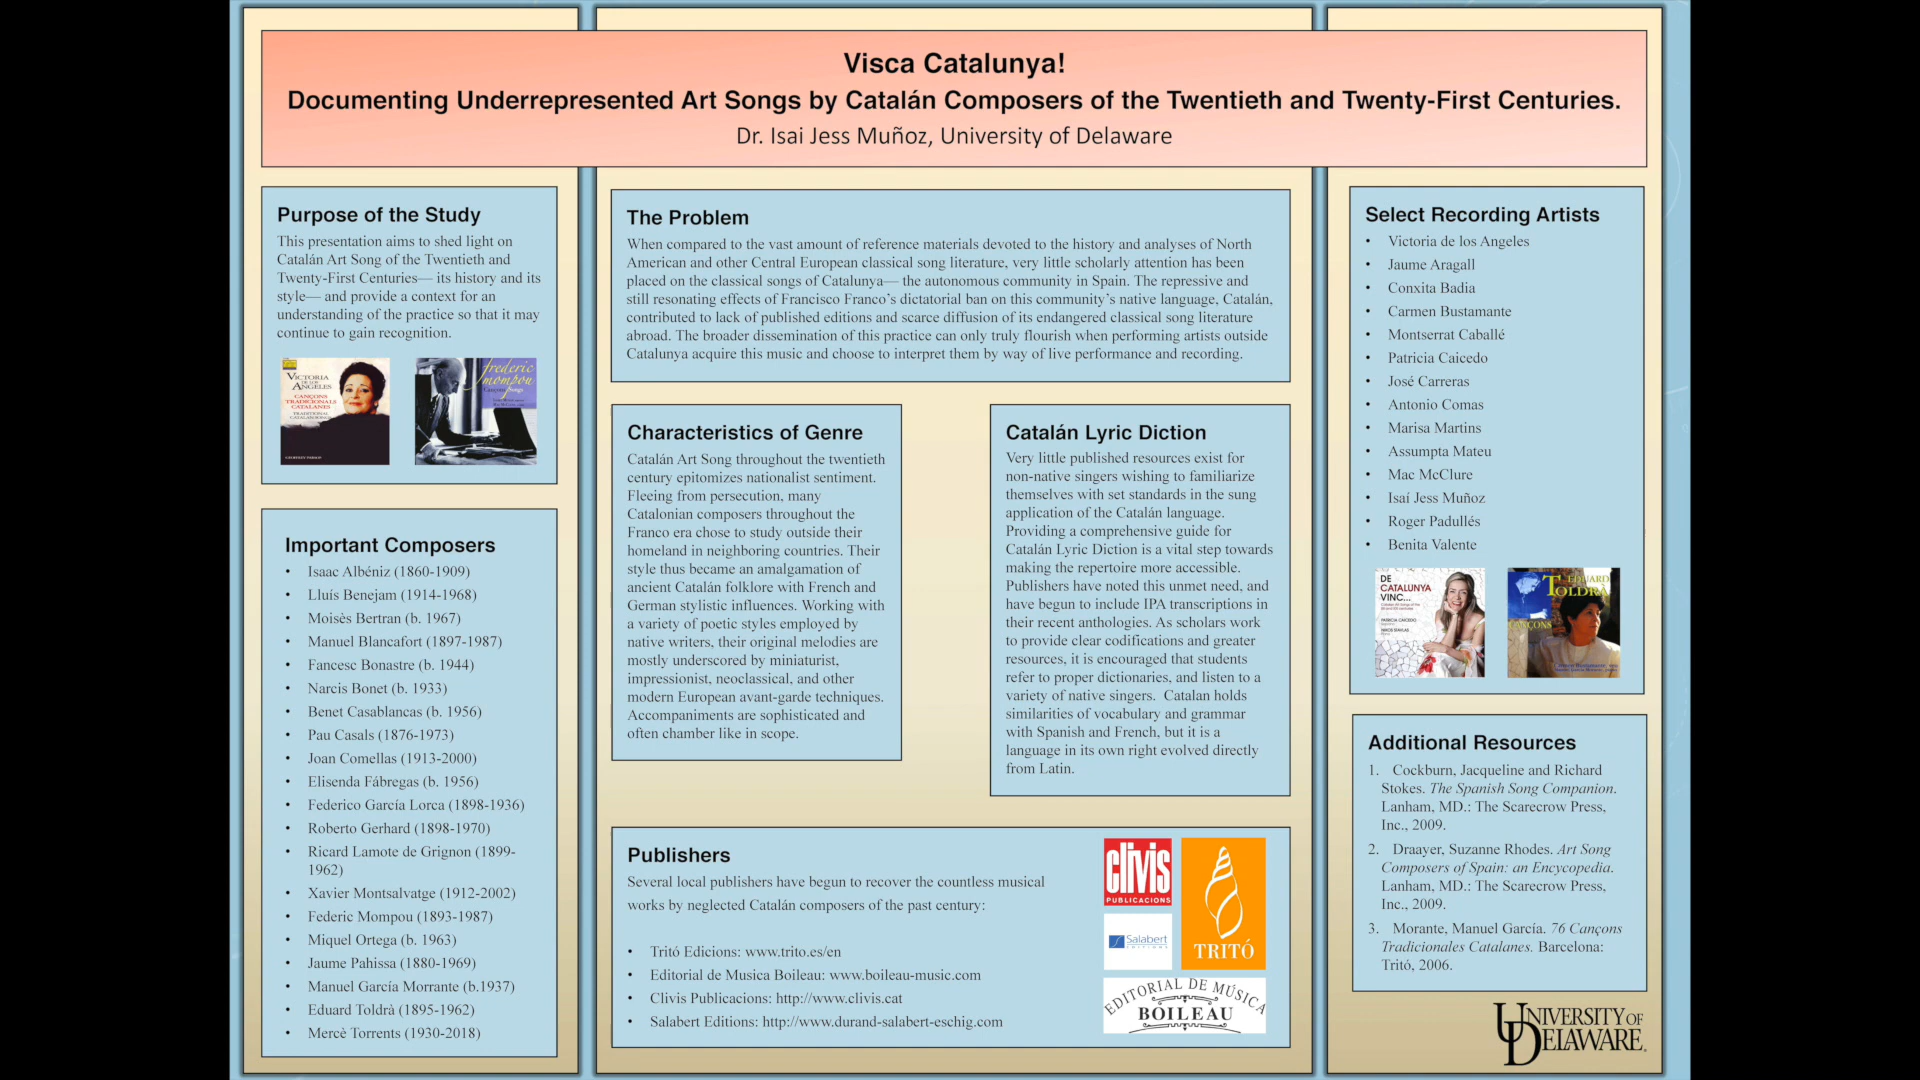 Visca Catalunya!
Documenting Underrepresented Art Songs by Catalán Composers of the Twentieth and Twenty-First Centuries.
Dr. Isai Jess Muñoz, University of Delaware
Purpose of the Study
This presentation aims to shed light on
Catalán Art Song of the Twentieth and
Twenty-First Centuries— its history and its
style— and provide a context for an
understanding of the practice so that it may
continue to gain recognition.
VICTORIA
DE LOS
ANGELES
CANÇONS
TRADICIONALS
CATALANES
TRADITIONAL
frederic
mompou
Cançons Songs
Important Composers
• Isaac Albéniz (1860-1909)
• Lluís Benejam (1914-1968)
• Moisès Bertran (b. 1967)
• Manuel Blancafort (1897-1987)
• Fancesc Bonastre (b. 1944)
• Narcis Bonet (b. 1933)
• Benet Casablancas (b. 1956)
• Pau Casals (1876-1973)
• Joan Comellas (1913-2000)
• Elisenda Fábregas (b. 1956)
• Federico García Lorca (1898-1936)
• Roberto Gerhard (1898-1970)
• Ricard Lamote de Grignon (1899-
1962)
• Xavier Montsalvatge (1912-2002)
• Federic Mompou (1893-1987)
• Miquel Ortega (b. 1963)
• Jaume Pahissa (1880-1969)
• Manuel García Morrante (b.1937)
• Eduard Toldrà (1895-1962)
• Mercè Torrents (1930-2018)
The Problem
When compared to the vast amount of reference materials devoted to the history and analyses of North
American and other Central European classical song literature, very little scholarly attention has been
placed on the classical songs of Catalunya— the autonomous community in Spain. The repressive and
still resonating effects of Francisco Franco's dictatorial ban on this community's native language, Catalán,
contributed to lack of published editions and scarce diffusion of its endangered classical song literature
abroad. The broader dissemination of this practice can only truly flourish when performing artists outside
Catalunya acquire this music and choose to interpret them by way of live performance and recording.
Characteristics of Genre
Catalán Art Song throughout the twentieth
century epitomizes nationalist sentiment.
Fleeing from persecution, many
Catalonian composers throughout the
Franco era chose to study outside their
homeland in neighboring countries. Their
style thus became an amalgamation of
ancient Catalán folklore with French and
German stylistic influences. Working with
a variety of poetic styles employed by
native writers, their original melodies are
mostly underscored by miniaturist,
impressionist, neoclassical, and other
modern European avant-garde techniques.
Accompaniments are sophisticated and
often chamber like in scope.
Catalán Lyric Diction
Very little published resources exist for
non-native singers wishing to familiarize
themselves with set standards in the sung
application of the Catalán language.
Providing a comprehensive guide for
Catalán Lyric Diction is a vital step towards
making the repertoire more accessible.
Publishers have noted this unmet need, and
have begun to include IPA transcriptions in
their recent anthologies. As scholars work
to provide clear codifications and greater
resources, it is encouraged that students
refer to proper dictionaries, and listen to a
variety of native singers. Catalan holds
similarities of vocabulary and grammar
with Spanish and French, but it is a
language in its own right evolved directly
from Latin.
Publishers
Several local publishers have begun to recover the countless musical
works by neglected Catalán composers of the past century:
• Tritó Edicions: www.trito.es/en
• Editorial de Musica Boileau: www.boileau-music.com
• Clivis Publicacions: http://www.clivis.cat
• Salabert Editions: http://www.durand-salabert-eschig.com
clivis
PUBLICACIONS
Salabert
EDITIONS
TRITÓ
EDITORIAL DE MÚSICA
BOILEAU
Select Recording Artists
• Victoria de los Angeles
• Jaume Aragall
• Conxita Badia
• Carmen Bustamante
• Montserrat Caballé
• Patricia Caicedo
• José Carreras
• Antonio Comas
• Marisa Martins
• Assumpta Mateu
• Mac McClure
• Isaí Jess Muñoz
• Roger Padullés
• Benita Valente
DE
CATALUNYA
VINC...
PATRICIA CAICEDO
EDUARD
TOLDRÀ
CANÇONS
Additional Resources
1. Cockburn, Jacqueline and Richard
Stokes. The Spanish Song Companion.
Lanham, MD.: The Scarecrow Press,
Inc., 2009.
2. Draayer, Suzanne Rhodes. Art Song
Composers of Spain: an Encycopedia.
Lanham, MD.: The Scarecrow Press,
Inc., 2009.
3. Morante, Manuel García. 76 Cançons
Tradicionales Catalanes. Barcelona:
Tritó, 2006.
UNIVERSITY OF
DELAWARE